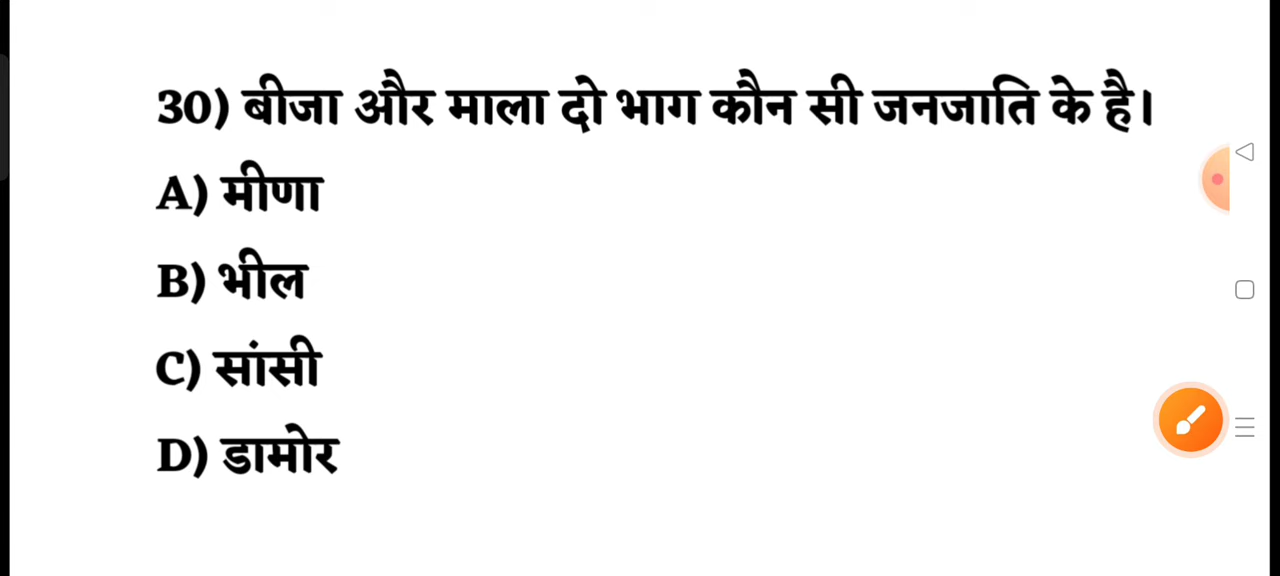 30) बीजा और माला दो भाग कौन सी जनजाति के है।
A) मीणा
B) भील
C) सांसी
D) डामोर